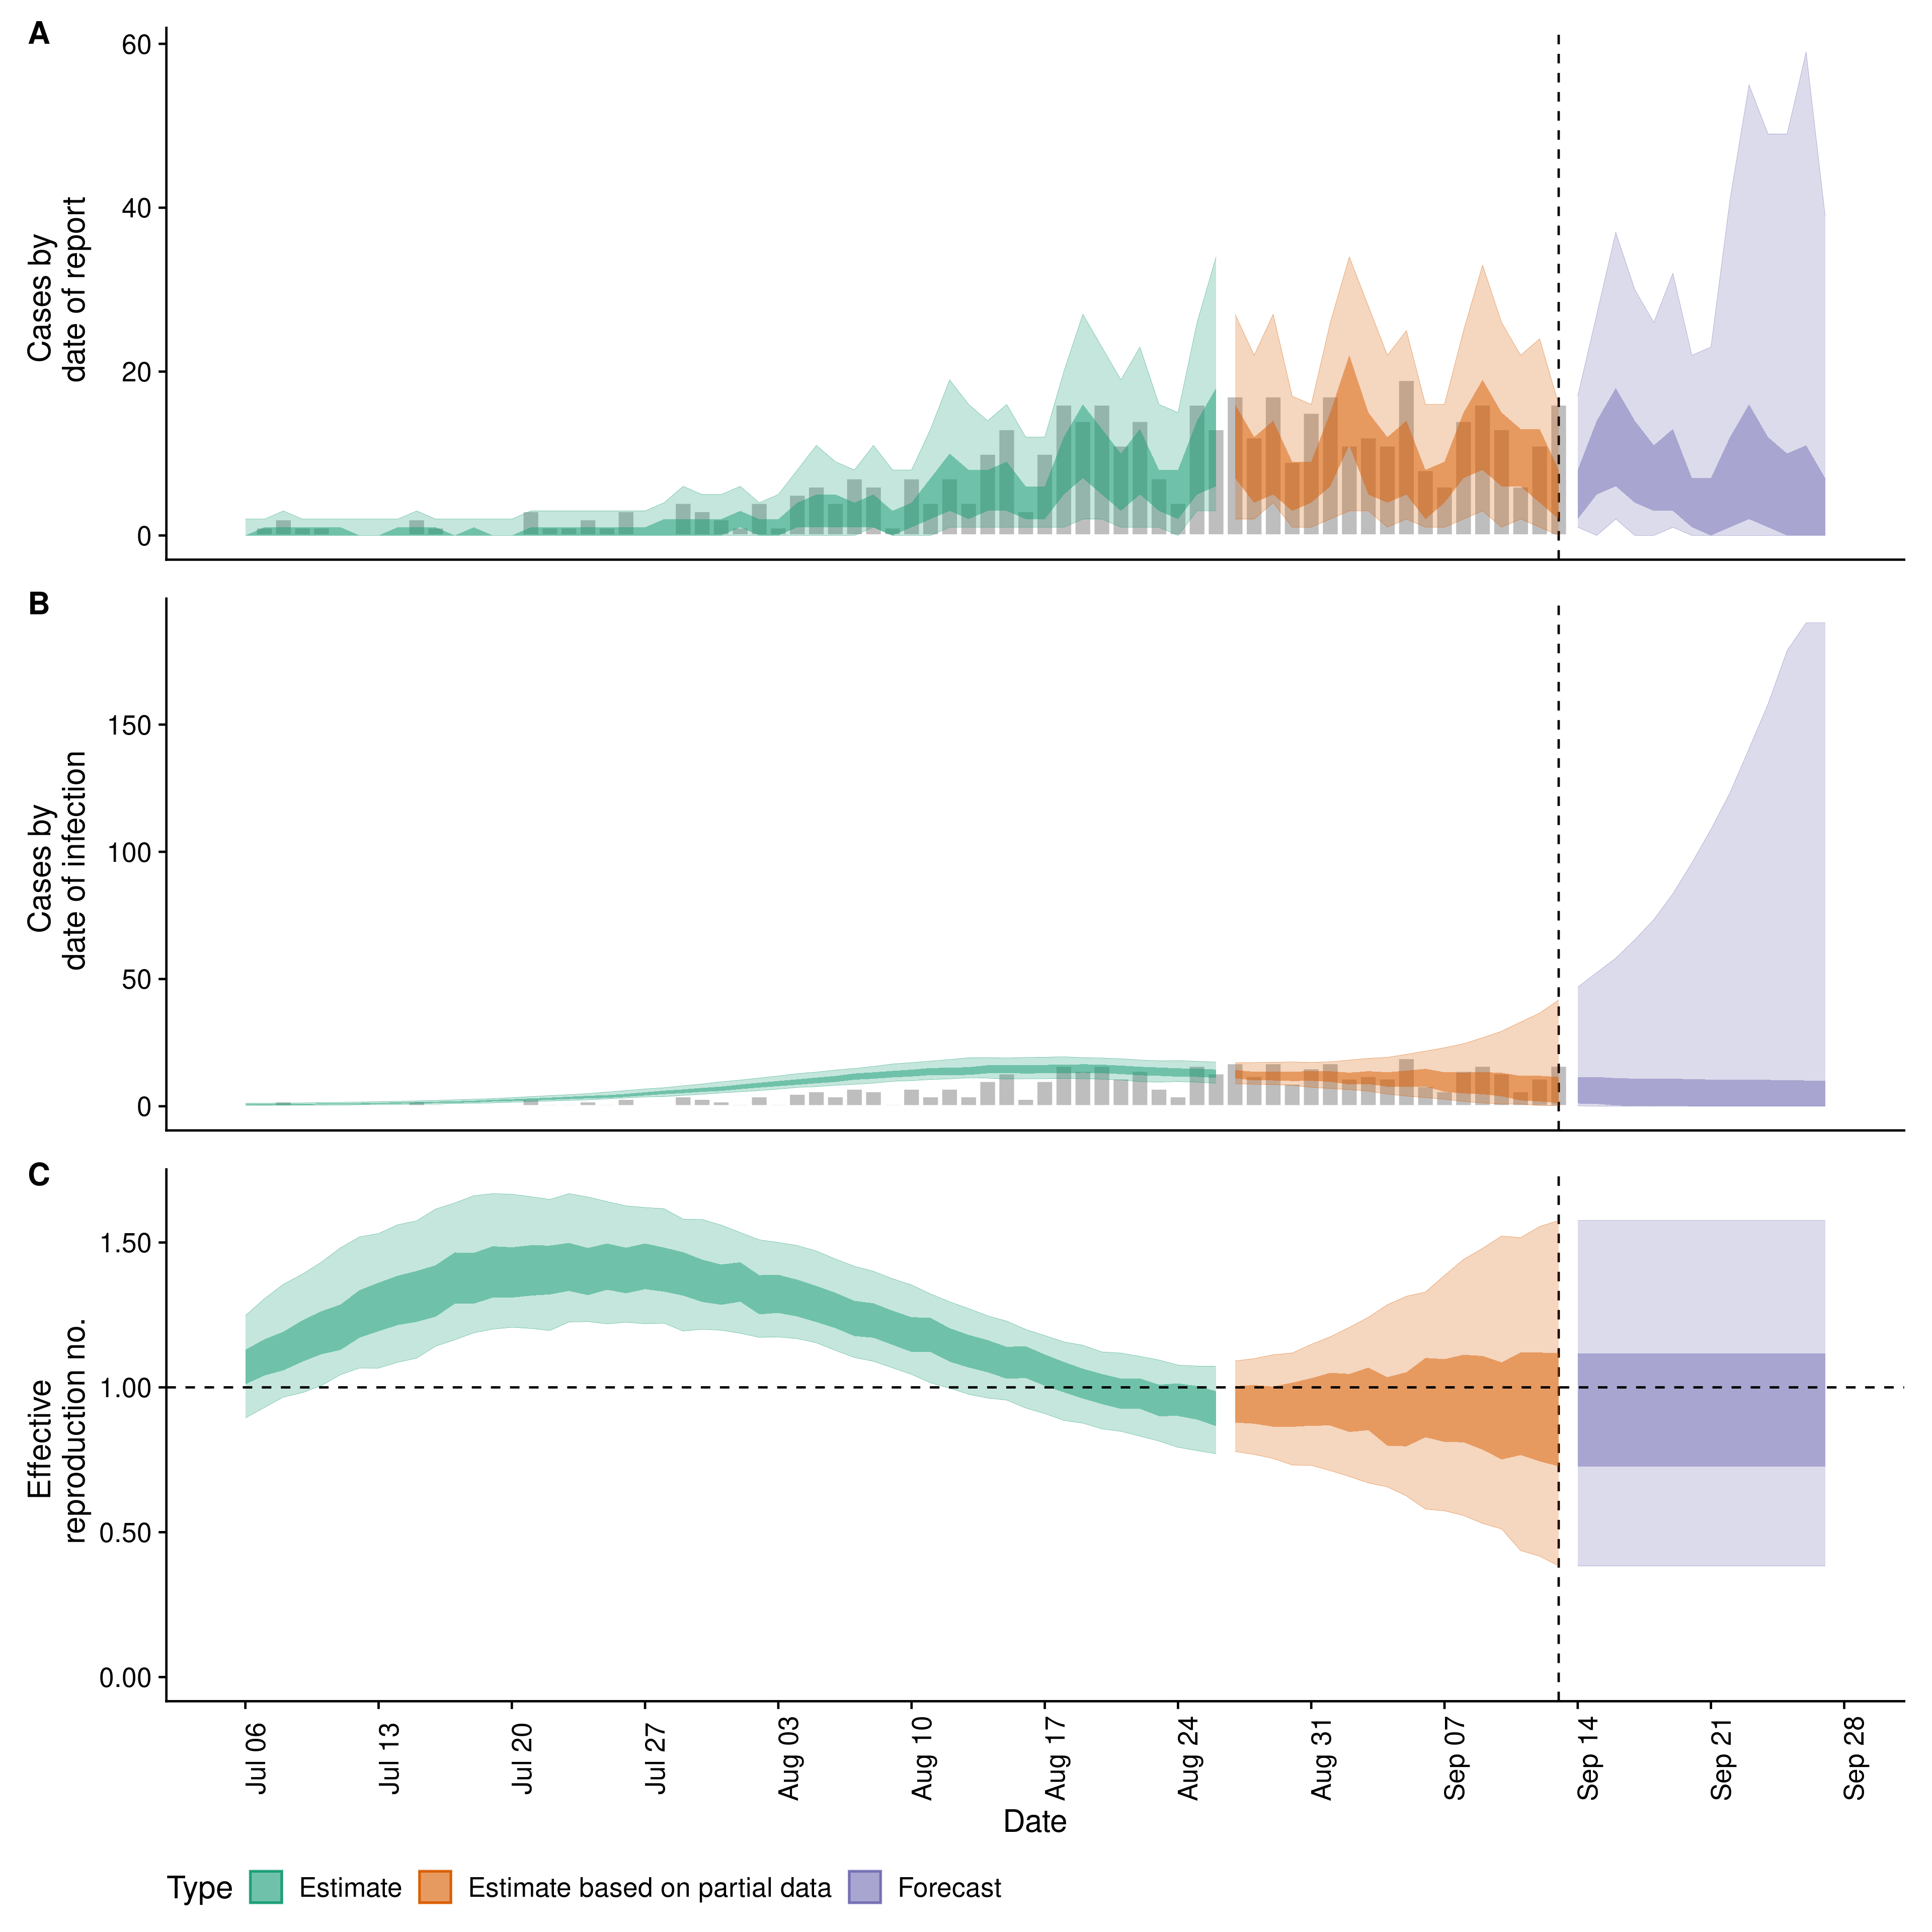 A
Cases by
date of report
60
40
20
0
B
Cases by
date of infection
150
100
50
0
C
Effective
reproduction no.
1.50
1.00
0.50
0.00
Jul 06
Jul 13
Jul 20
Jul 27
Aug 03
Aug 10
Aug 17
Aug 24
Aug 31
Sep 07
Sep 14
Sep 21
Sep 28
Date
Type Estimate Estimate based on partial data Forecast